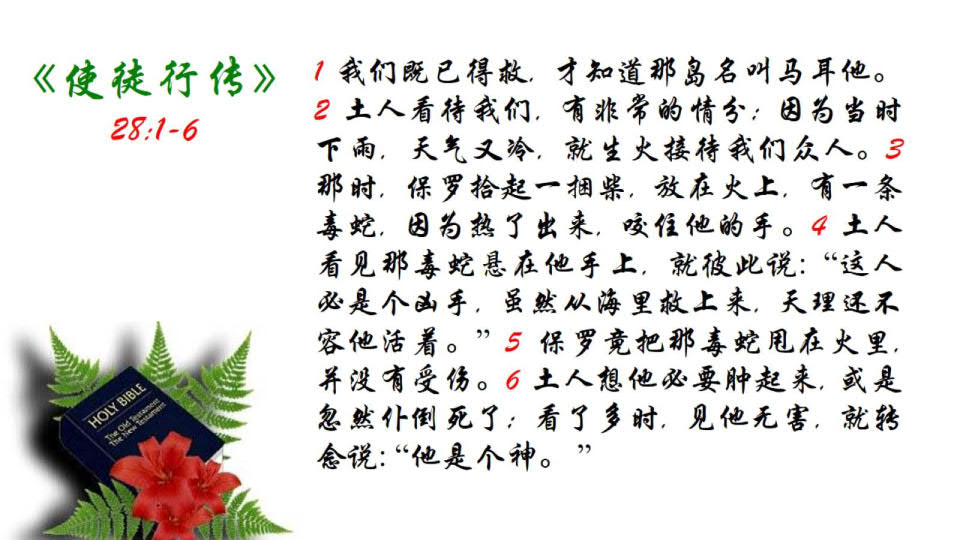 《使徒行传》
28:1-6
1 我们既已得救，才知道那岛名叫马耳他。
2 土人看待我们，有非常的情分；因为当时
下雨，天气又冷，就生火接待我们众人。3
那时，保罗拾起一捆柴，放在火上，有一条
毒蛇，因为热了出来，咬住他的手。4 土人
看见那毒蛇悬在他手上，就彼此说：“这人
必是个凶手，虽然从海里救上来，天理还不
容他活着。”5 保罗竟把那毒蛇甩在火里，
并没有受伤。6 土人想他必要肿起来，或是
忽然仆倒死了；看了多时，见他无害，就转
念说：“他是个神。”
HOLY BIBLE
The Old Testament
The New Testament